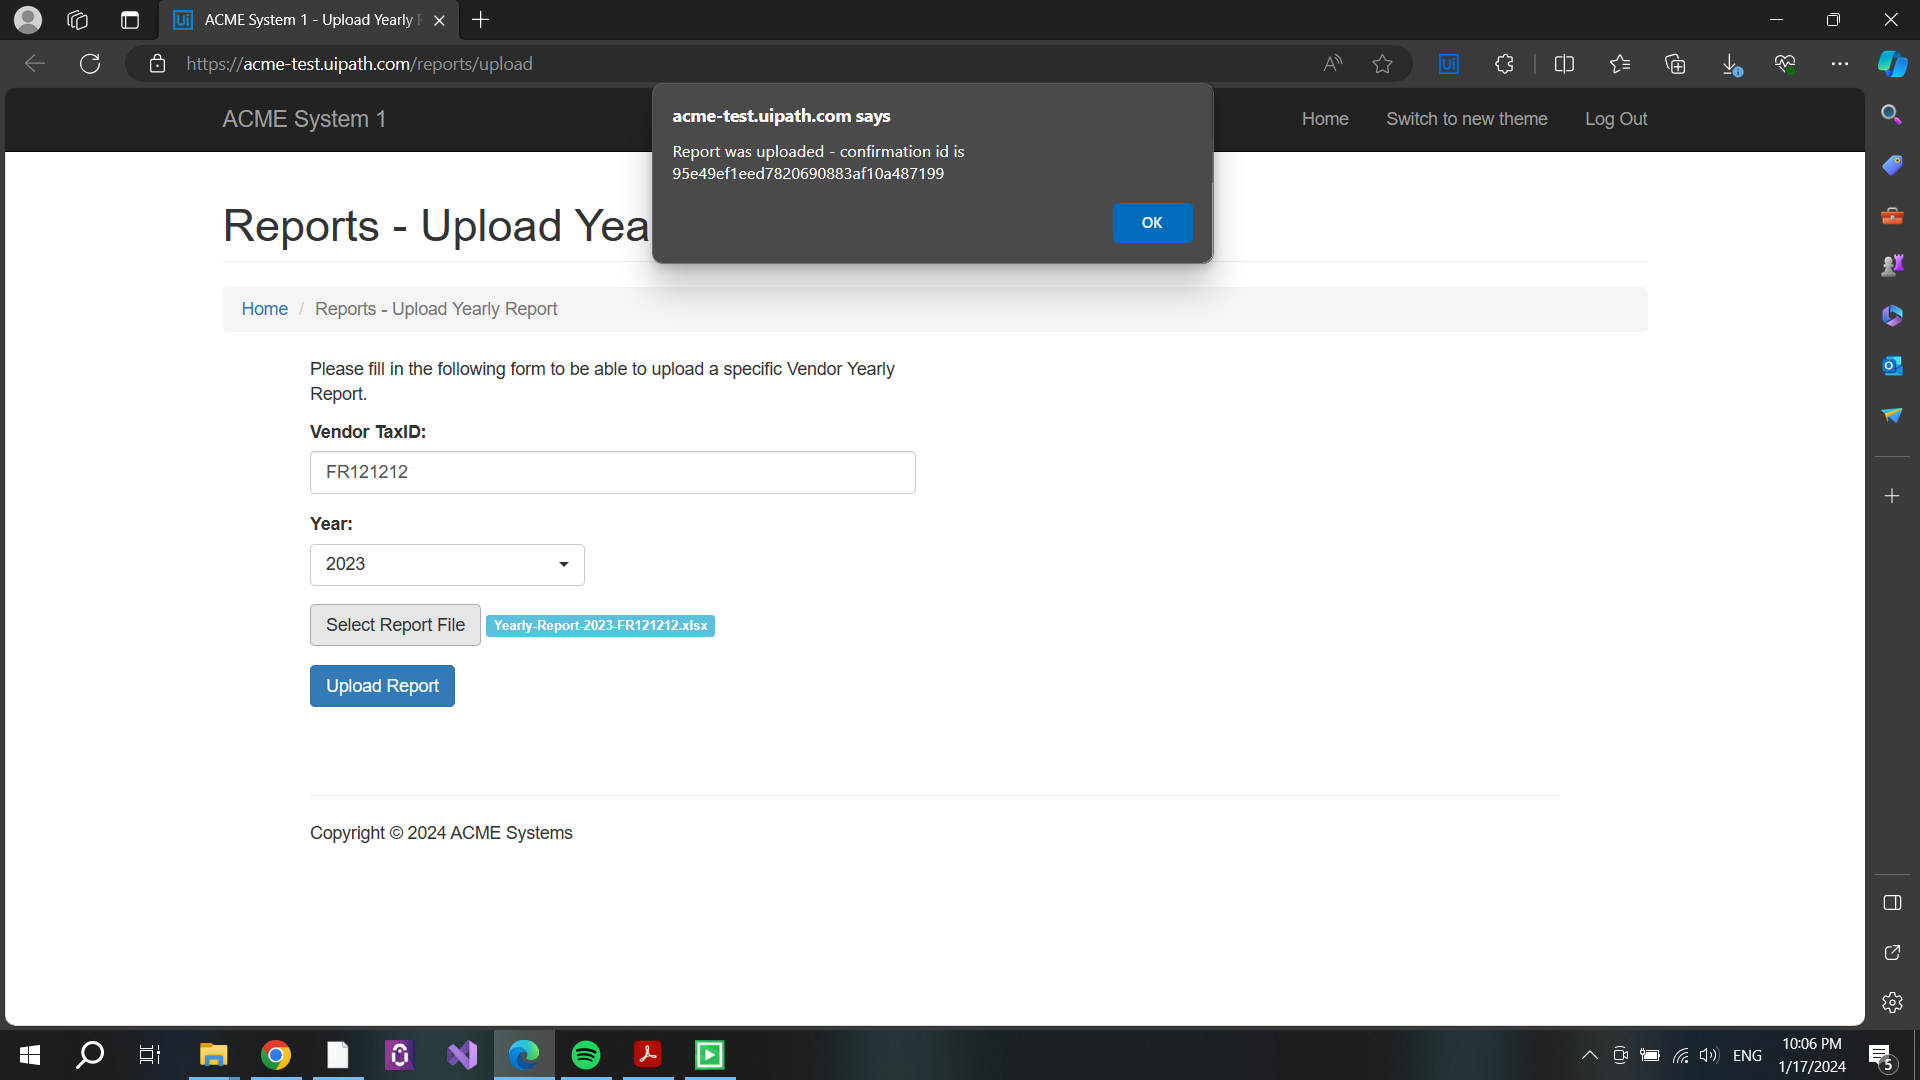 ACME System 1 - Upload Yearly
https://acme-test.uipath.com/reports/upload
ACME System 1
Home
Switch to new theme
Log Out
acme-test.uipath.com says
Report was uploaded - confirmation id is
95e49ef1eed7820690883af10a487199
OK
Reports - Upload Yea
Home / Reports - Upload Yearly Report
Please fill in the following form to be able to upload a specific Vendor Yearly
Report.
Vendor TaxID:
FR121212
Year:
2023
Select Report File
Yearly-Report-2023-FR121212.xlsx
Upload Report
Copyright © 2024 ACME Systems
ENG
10:06 PM
1/17/2024
5